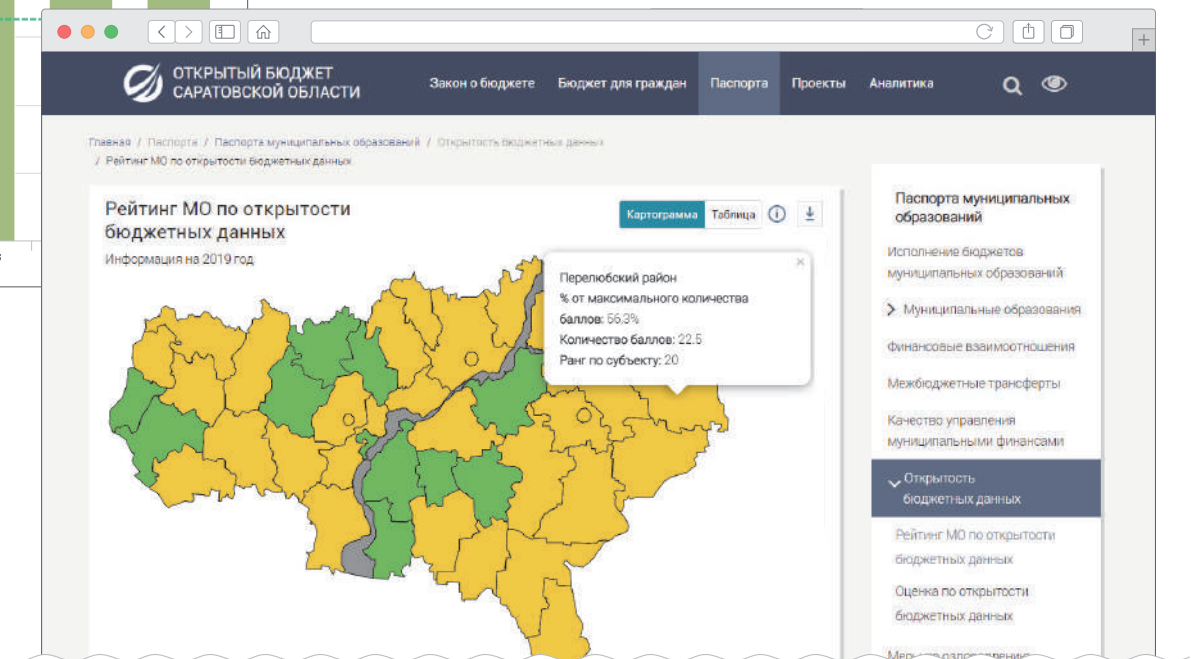 ОТКРЫТЫЙ БЮДЖЕТ
САРАТОВСКОЙ ОБЛАСТИ
Закон о бюджете
Бюджет для граждан
Паспорта
Проекты
Аналитика
Главная / Паспорта / Паспорта муниципальных образований / Открытость бюджетных данных
/ Рейтинг МО по открытости бюджетных данных
Рейтинг МО по открытости
бюджетных данных
Информация на 2019 год
Картограмма
Таблица
Перелюбский район
% от максимального количества
баллов: 56,3%
Количество баллов: 22.5
Ранг по субъекту: 20
Паспорта муниципальных
образований
Исполнение бюджетов
муниципальных образований
Муниципальные образования
Финансовые взаимоотношения
Межбюджетные трансферты
Качество управления
муниципальными финансами
Открытость
бюджетных данных
Рейтинг МО по открытости
бюджетных данных
Оценка по открытости
бюджетных данных